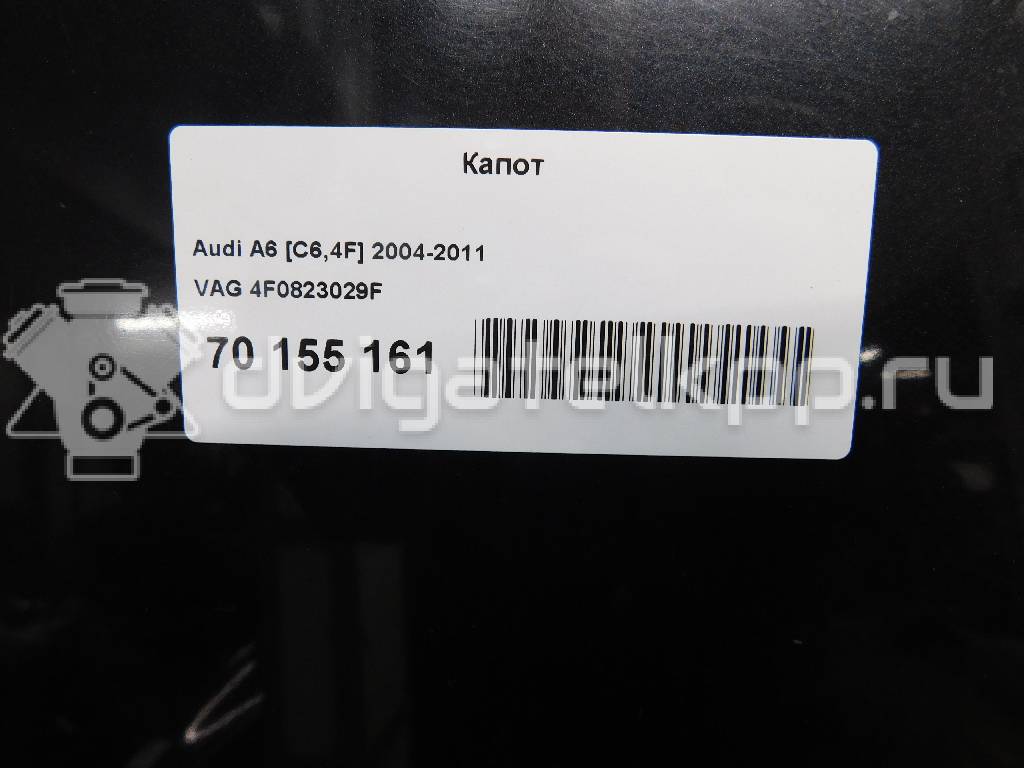 Капот
Audi A6 [C6,4F] 2004-2011
VAG 4F0823029F
70 155 161
dvigatelkpp.ru